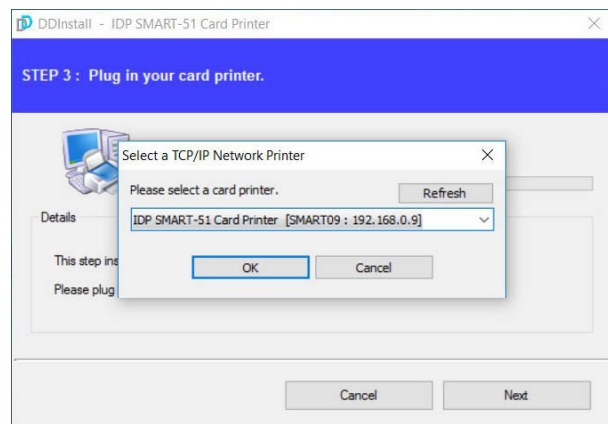 DDInstall - IDP SMART-51 Card Printer
STEP 3 : Plug in your card printer.
Select a TCP/IP Network Printer
Please select a card printer.
Refresh
IDP SMART-51 Card Printer [SMART09 : 192.168.0.9]
OK
Cancel
Details
This step ins
Please plug
Cancel
Next